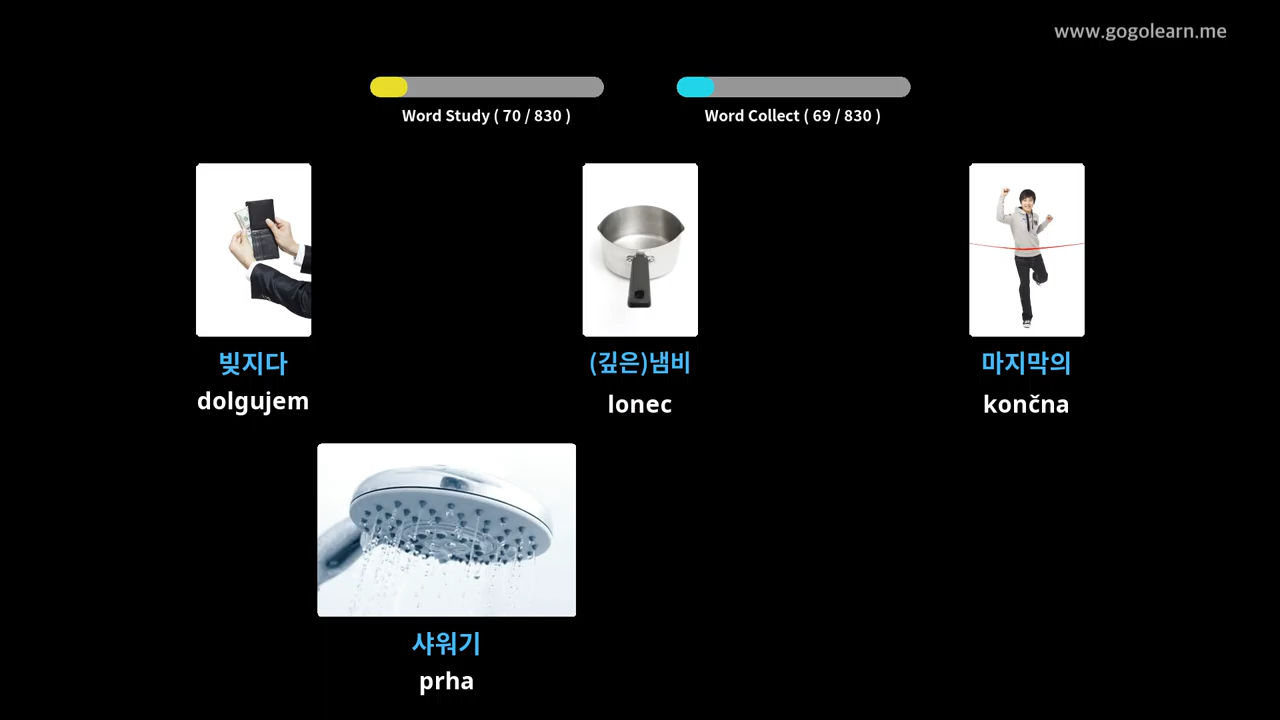 www.gogolearn.me
Word Study ( 70 / 830 )
Word Collect ( 69 / 830 )
빚지다
dolgujem
(깊은)냄비
lonec
마지막의
končna
샤워기
prha